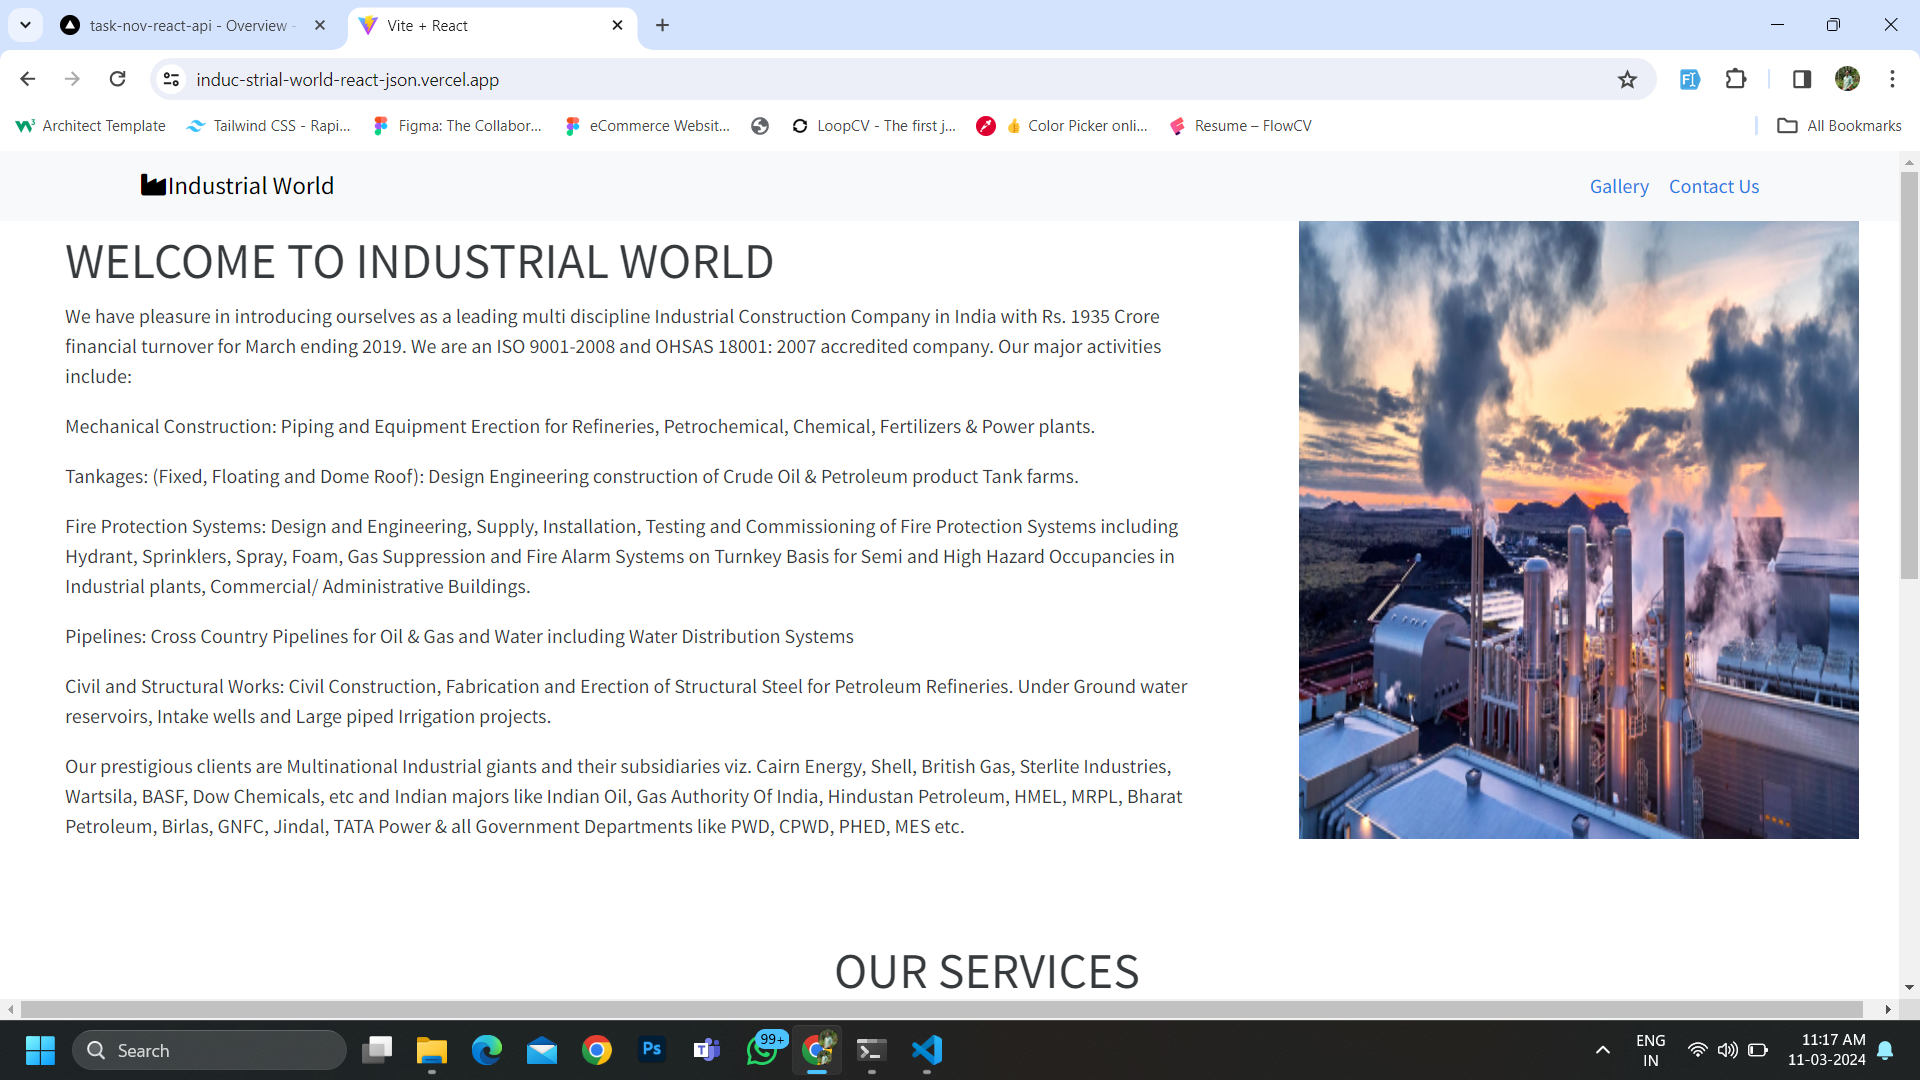 task-nov-react-api - Overview -
Vite + React
induc-strial-world-react-json.vercel.app
Architect Template
Tailwind CSS - Rapi...
Figma: The Collabor...
eCommerce Websit...
LoopCV - The first j...
👍 Color Picker onli...
Resume – FlowCV
All Bookmarks
Industrial World
Gallery
Contact Us
WELCOME TO INDUSTRIAL WORLD
We have pleasure in introducing ourselves as a leading multi discipline Industrial Construction Company in India with Rs. 1935 Crore
financial turnover for March ending 2019. We are an ISO 9001-2008 and OHSAS 18001: 2007 accredited company. Our major activities
include:
Mechanical Construction: Piping and Equipment Erection for Refineries, Petrochemical, Chemical, Fertilizers & Power plants.
Tankages: (Fixed, Floating and Dome Roof): Design Engineering construction of Crude Oil & Petroleum product Tank farms.
Fire Protection Systems: Design and Engineering, Supply, Installation, Testing and Commissioning of Fire Protection Systems including
Hydrant, Sprinklers, Spray, Foam, Gas Suppression and Fire Alarm Systems on Turnkey Basis for Semi and High Hazard Occupancies in
Industrial plants, Commercial/ Administrative Buildings.
Pipelines: Cross Country Pipelines for Oil & Gas and Water including Water Distribution Systems
Civil and Structural Works: Civil Construction, Fabrication and Erection of Structural Steel for Petroleum Refineries. Under Ground water
reservoirs, Intake wells and Large piped Irrigation projects.
Our prestigious clients are Multinational Industrial giants and their subsidiaries viz. Cairn Energy, Shell, British Gas, Sterlite Industries,
Wartsila, BASF, Dow Chemicals, etc and Indian majors like Indian Oil, Gas Authority Of India, Hindustan Petroleum, HMEL, MRPL, Bharat
Petroleum, Birlas, GNFC, Jindal, TATA Power & all Government Departments like PWD, CPWD, PHED, MES etc.
OUR SERVICES
Search
Ps
99+
ENG
IN
11:17 AM
11-03-2024